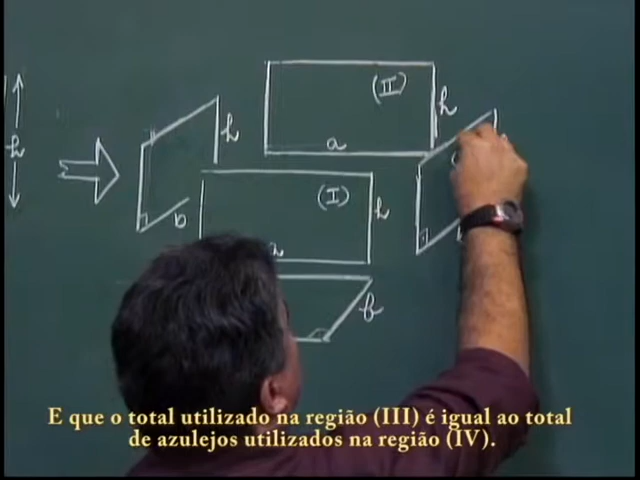 (II)
h
h
h
a
(I)
b
h
a
b
E que o total utilizado na região (III) é igual ao total
de azulejos utilizados na região (IV).